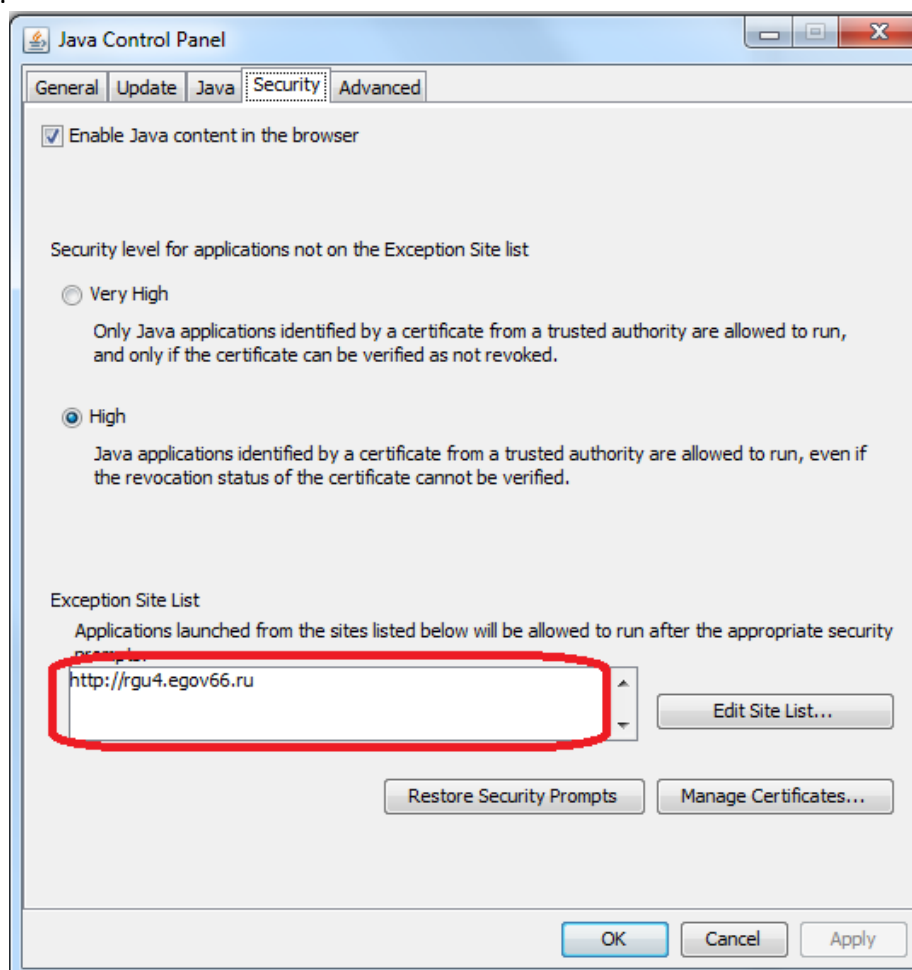 Java Control Panel
General Update Java Security Advanced
Enable Java content in the browser
Security level for applications not on the Exception Site list
Very High
Only Java applications identified by a certificate from a trusted authority are allowed to run,
and only if the certificate can be verified as not revoked.
High
Java applications identified by a certificate from a trusted authority are allowed to run, even if
the revocation status of the certificate cannot be verified.
Exception Site List
Applications launched from the sites listed below will be allowed to run after the appropriate security
prompts.
http://rgu4.egov66.ru
Edit Site List...
Restore Security Prompts Manage Certificates...
OK Cancel Apply